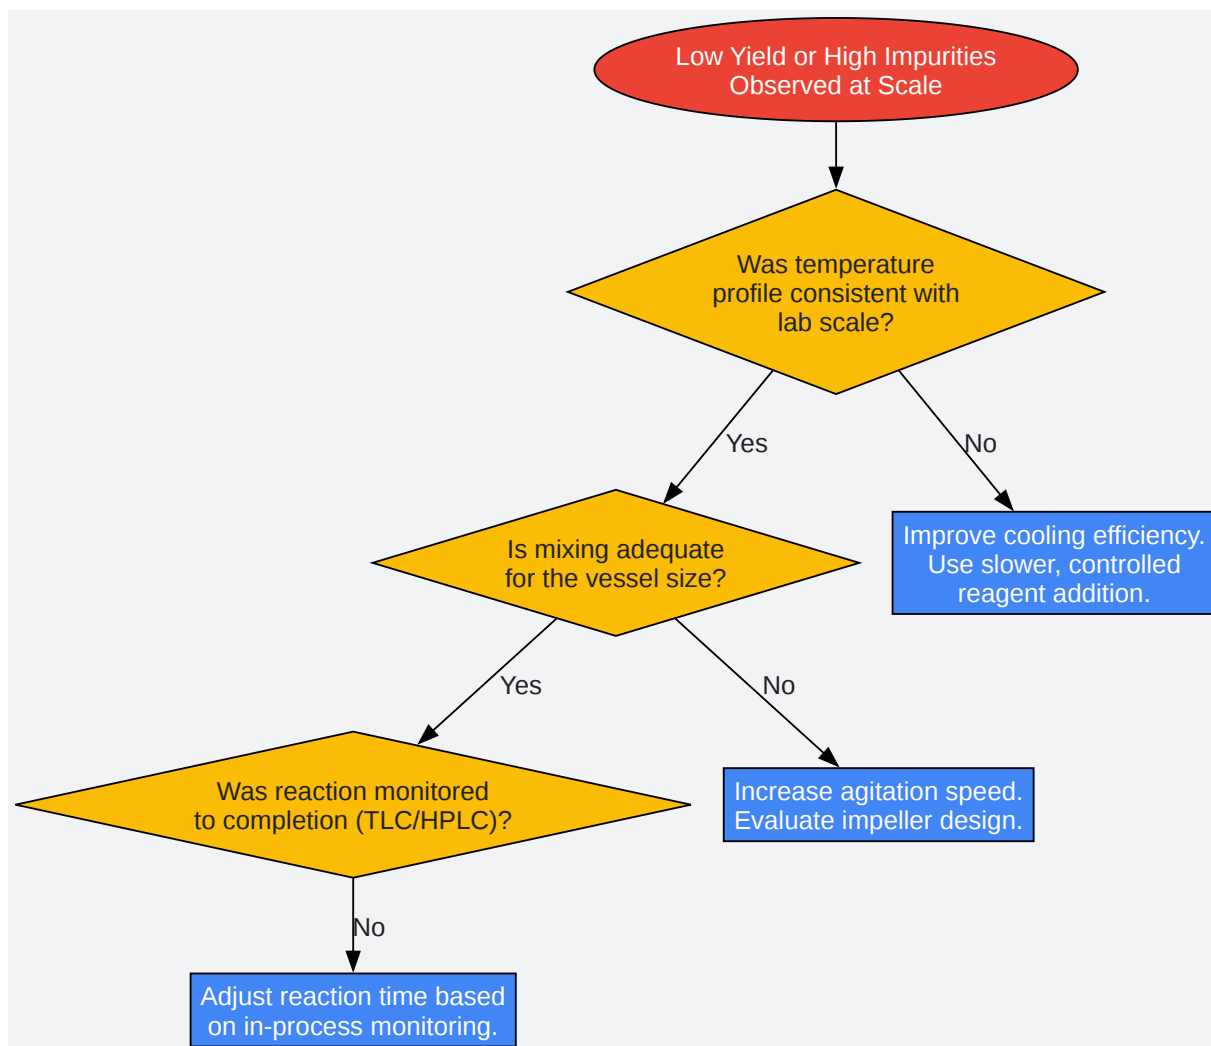 Low Yield or High Impurities
Observed at Scale
Was temperature
profile consistent with
lab scale?
Yes
No
Is mixing adequate
for the vessel size?
Improve cooling efficiency.
Use slower, controlled
reagent addition.
Yes
No
Was reaction monitored
to completion (TLC/HPLC)?
Increase agitation speed.
Evaluate impeller design.
No
Adjust reaction time based
on in-process monitoring.